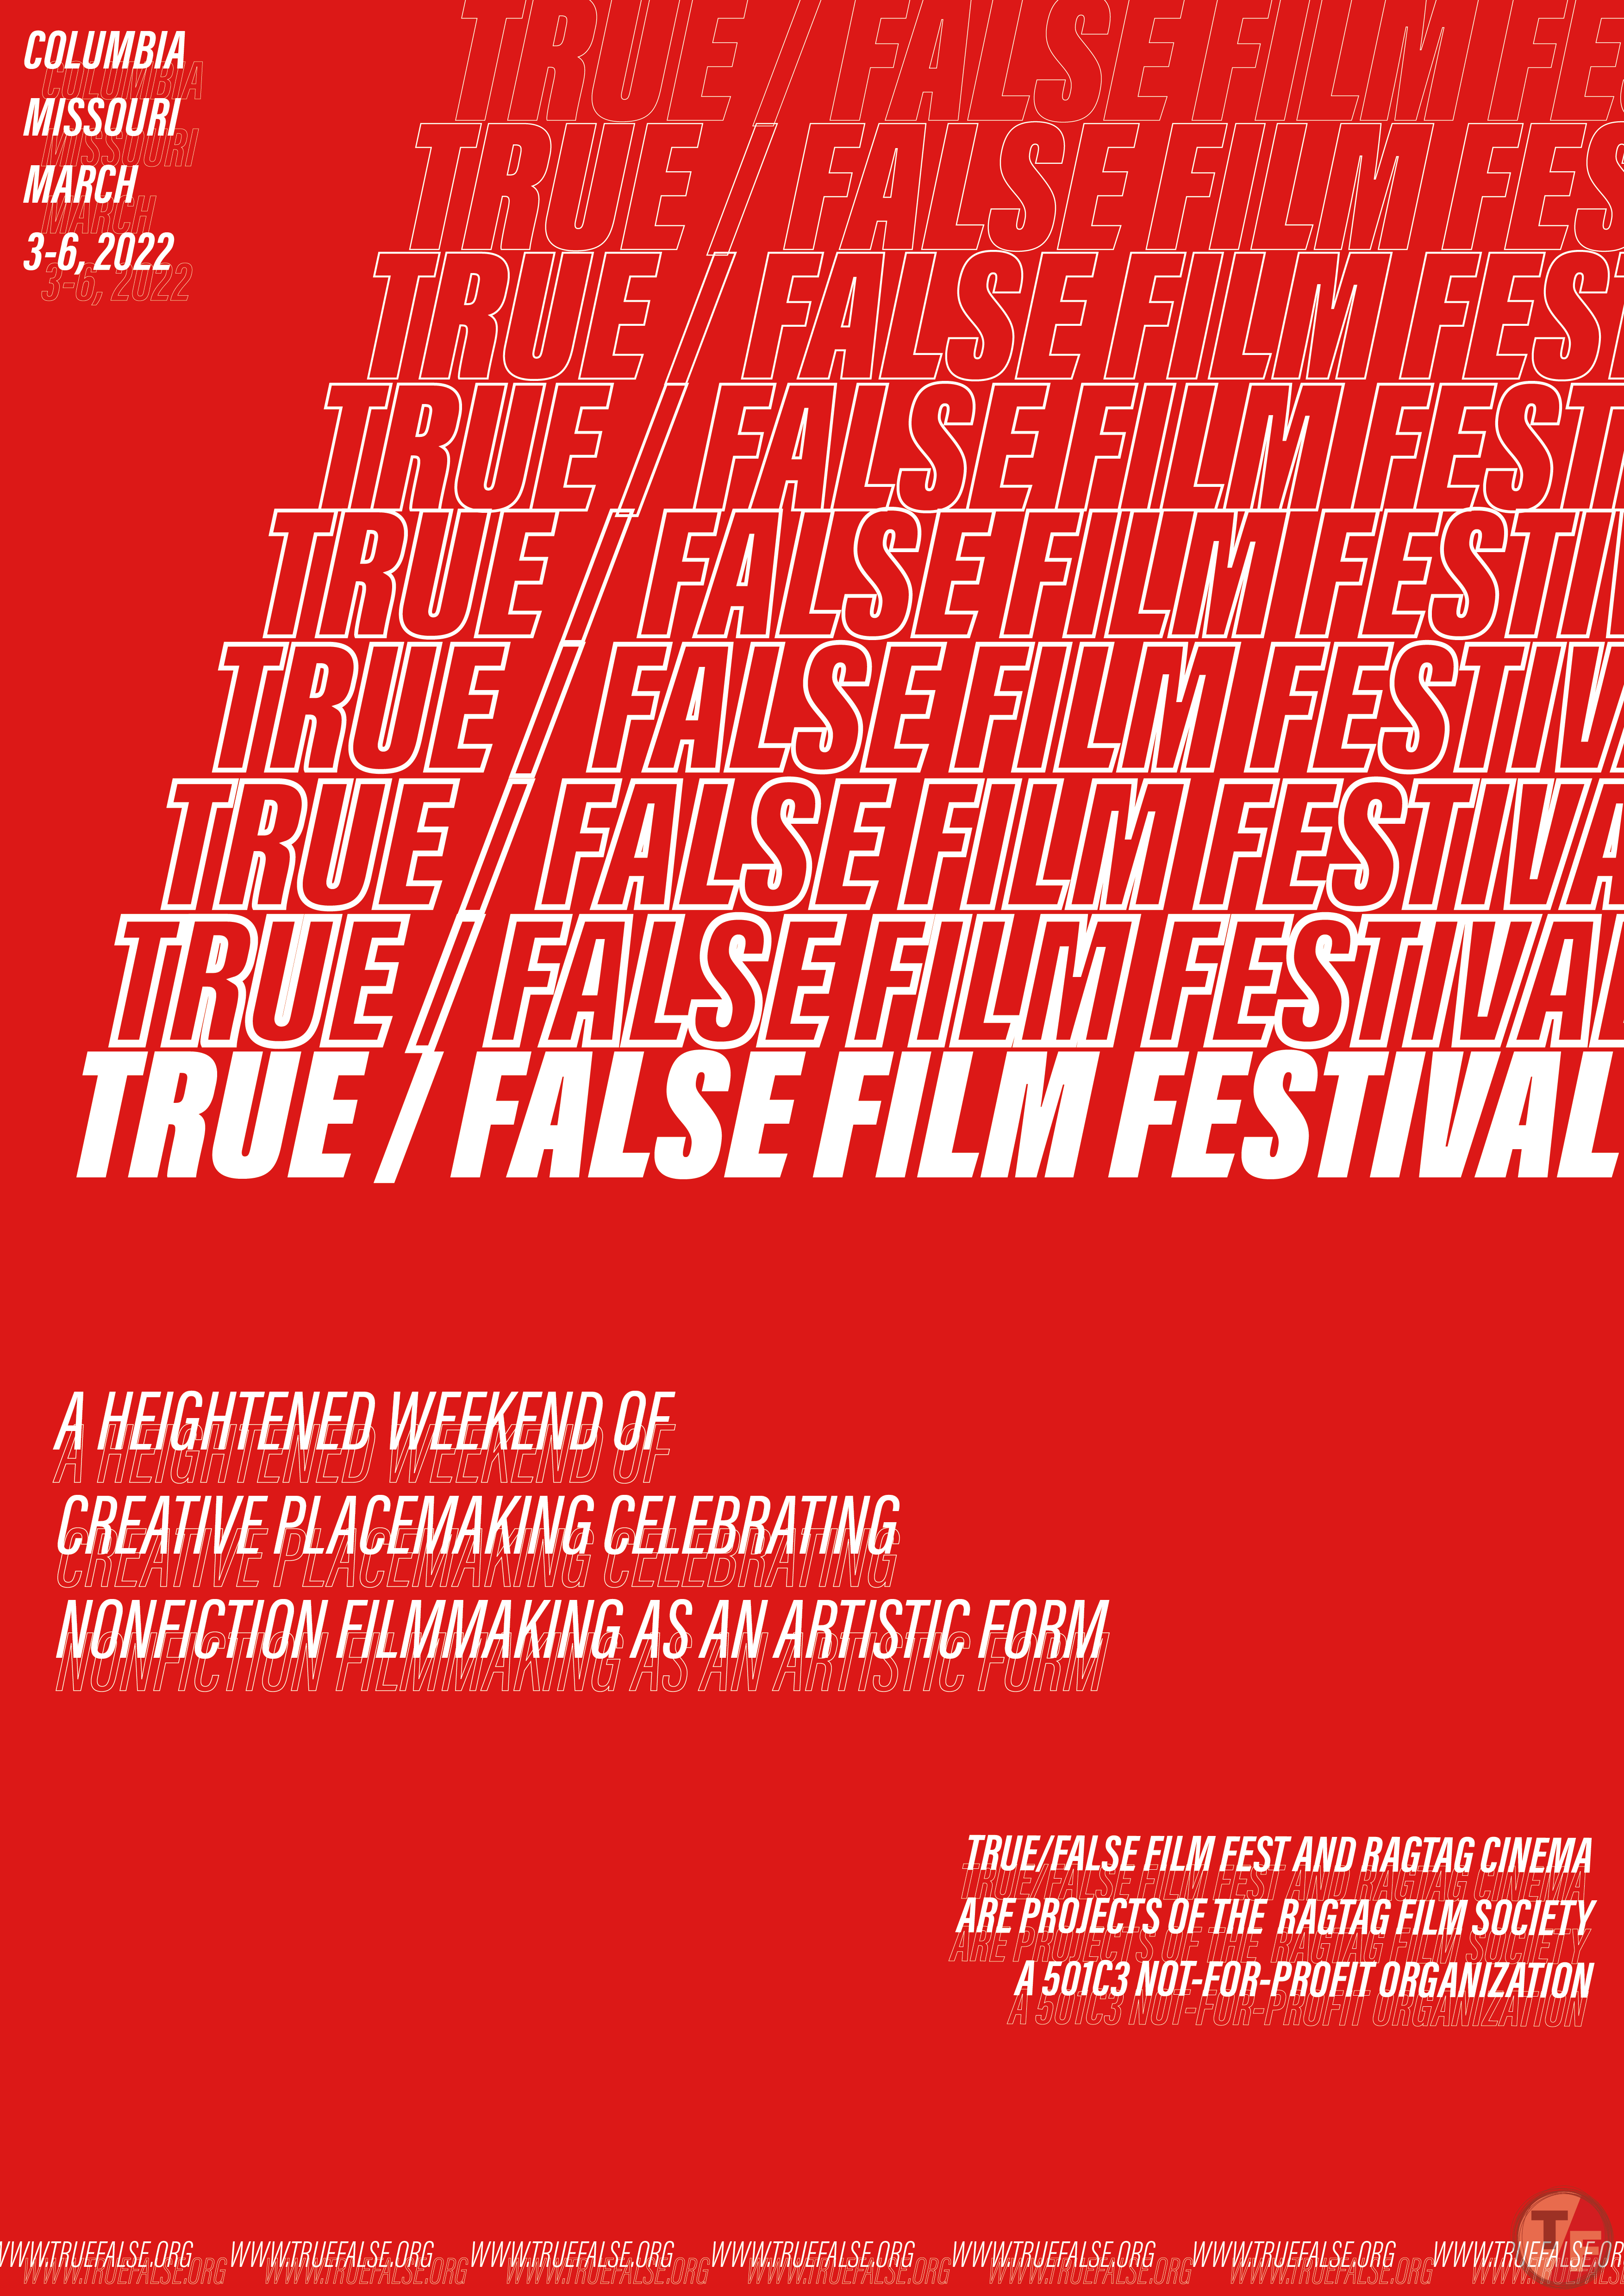 COLUMBIA
COLUMBIA
MISSOURI
MISSOURI
MARCH
MARCH
3-6, 2022
3-6, 2022
TRUE / FALSE FILM FES
TRUE / FALSE FILM FES
TRUE / FALSE FILM FEST
TRUE / FALSE FILM FEST
TRUE / FALSE FILM FESTIV
TRUE / FALSE FILM FESTIVA
TRUE / FALSE FILM FESTIVA
TRUE / FALSE FILM FESTIVAL
TRUE / FALSE FILM FESTIVAL
A HEIGHTENED WEEKEND OF
A HEIGHTENED WEEKEND OF
CREATIVE PLACEMAKING CELEBRATING
CREATIVE PLACEMAKING CELEBRATING
NONFICTION FILMMAKING AS AN ARTISTIC FORM
NONFICTION FILMMAKING AS AN ARTISTIC FORM
TRUE/FALSE FILM FEST AND RAGTAG CINEMA
TRUE/FALSE FILM FEST AND RAGTAG CINEMA
ARE PROJECTS OF THE  RAGTAG FILM SOCIETY
ARE PROJECTS OF THE  RAGTAG FILM SOCIETY
A 501C3 NOT-FOR-PROFIT ORGANIZATION
A 501C3 NOT-FOR-PROFIT ORGANIZATION
T/F
WWW.TRUEFALSE.ORG WWW.TRUEFALSE.ORG WWW.TRUEFALSE.ORG WWW.TRUEFALSE.ORG WWW.TRUEFALSE.ORG WWW.TRUEFALSE.ORG WWW.TRUEFALSE.OR
WWW.TRUEFALSE.ORG WWW.TRUEFALSE.ORG WWW.TRUEFALSE.ORG WWW.TRUEFALSE.ORG WWW.TRUEFALSE.ORG WWW.TRUEFALSE.ORG